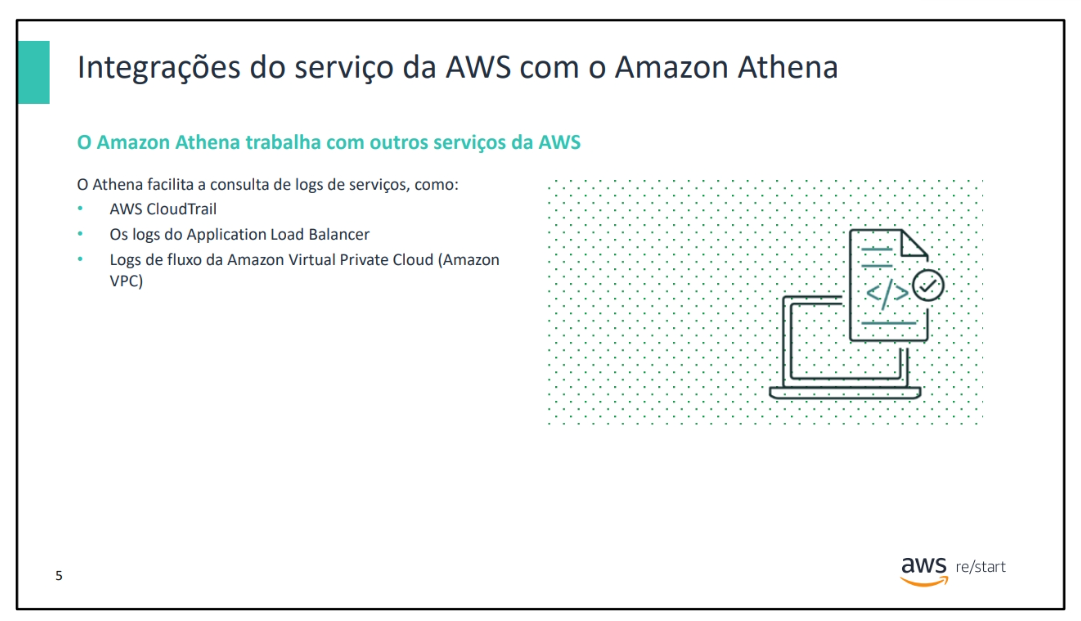 Integrações do serviço da AWS com o Amazon Athena
O Amazon Athena trabalha com outros serviços da AWS
O Athena facilita a consulta de logs de serviços, como:
• AWS CloudTrail
• Os logs do Application Load Balancer
• Logs de fluxo da Amazon Virtual Private Cloud (Amazon
VPC)
</>
5
aws re/start